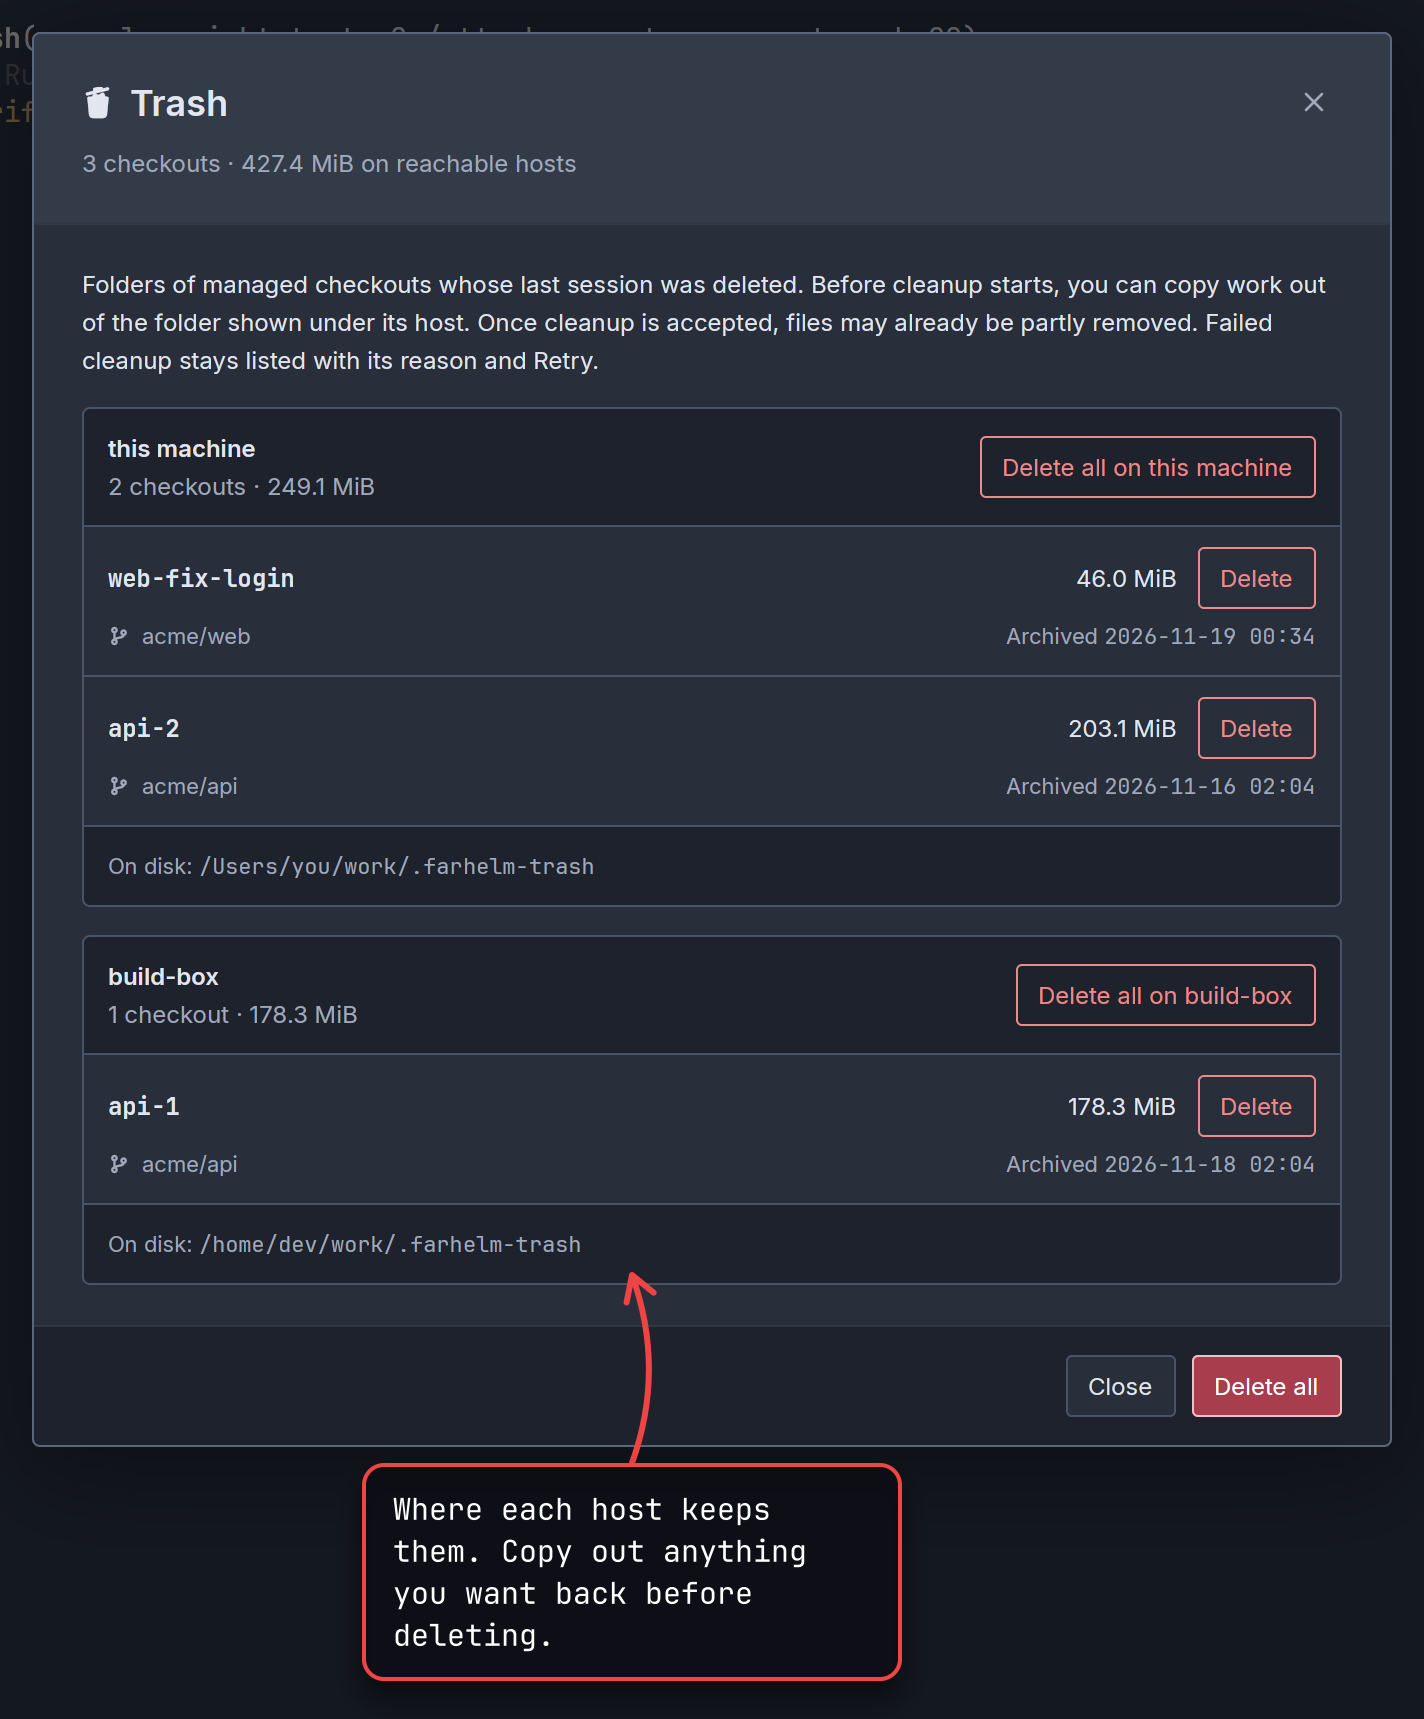 Trash
3 checkouts · 427.4 MiB on reachable hosts
Folders of managed checkouts whose last session was deleted. Before cleanup starts, you can copy work out
of the folder shown under its host. Once cleanup is accepted, files may already be partly removed. Failed
cleanup stays listed with its reason and Retry.
this machine
2 checkouts · 249.1 MiB
Delete all on this machine
web-fix-login
46.0 MiB
Delete
acme/web
Archived 2026-11-19 00:34
api-2
203.1 MiB
Delete
acme/api
Archived 2026-11-16 02:04
On disk: /Users/you/work/.farhelm-trash
build-box
1 checkout · 178.3 MiB
Delete all on build-box
api-1
178.3 MiB
Delete
acme/api
Archived 2026-11-18 02:04
On disk: /home/dev/work/.farhelm-trash
Close
Delete all
Where each host keeps
them. Copy out anything
you want back before
deleting.